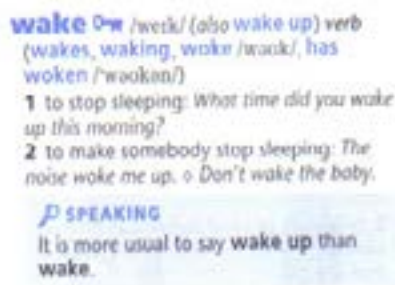 wake /weɪk/ (also wake up) verb
(wakes, waking, woke /wəʊk/, has
woken /ˈwəʊkən/)
1 to stop sleeping: What time did you wake
up this morning?
2 to make somebody stop sleeping: The
noise woke me up. ◇ Don't wake the baby.
SPEAKING
It is more usual to say wake up than
wake.